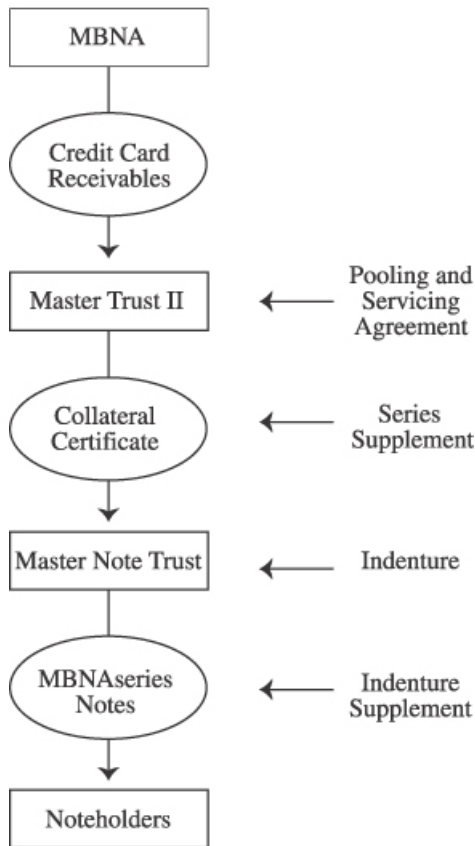 MBNA
Credit Card
Receivables
Master Trust II
Pooling and
Servicing
Agreement
Collateral
Certificate
Series
Supplement
Master Note Trust
Indenture
MBNAseries
Notes
Indenture
Supplement
Noteholders